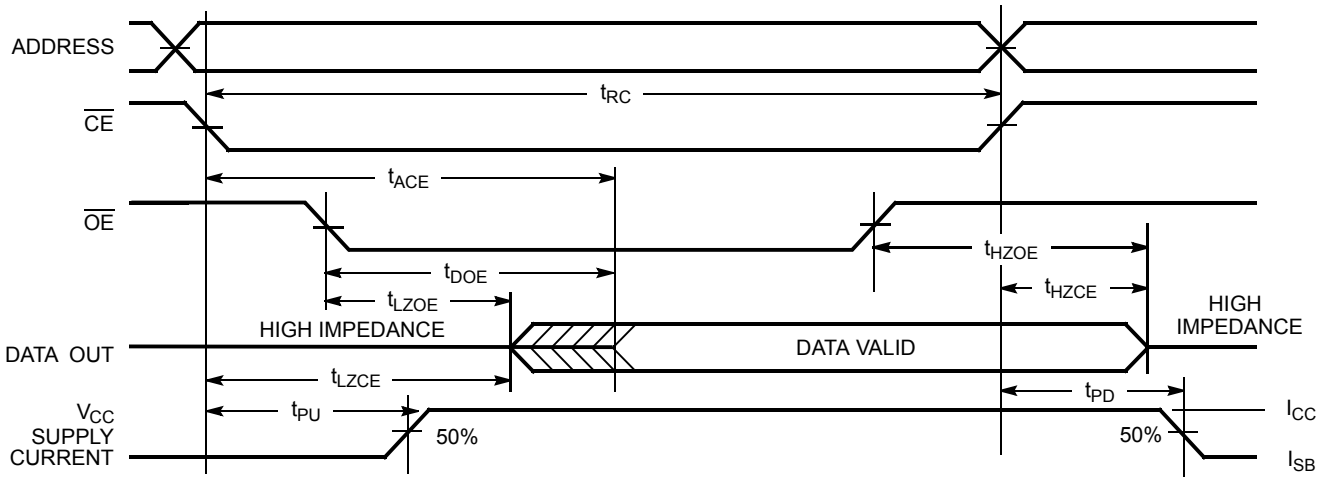 ADDRESS
tRC
CE
tACE
OE
tHZOE
tDOE
tHZCE
tLZOE
HIGH
IMPEDANCE
HIGH IMPEDANCE
DATA OUT
DATA VALID
tLZCE
tPD
tPU
VCC
SUPPLY
CURRENT
50%
50%
ICC
ISB